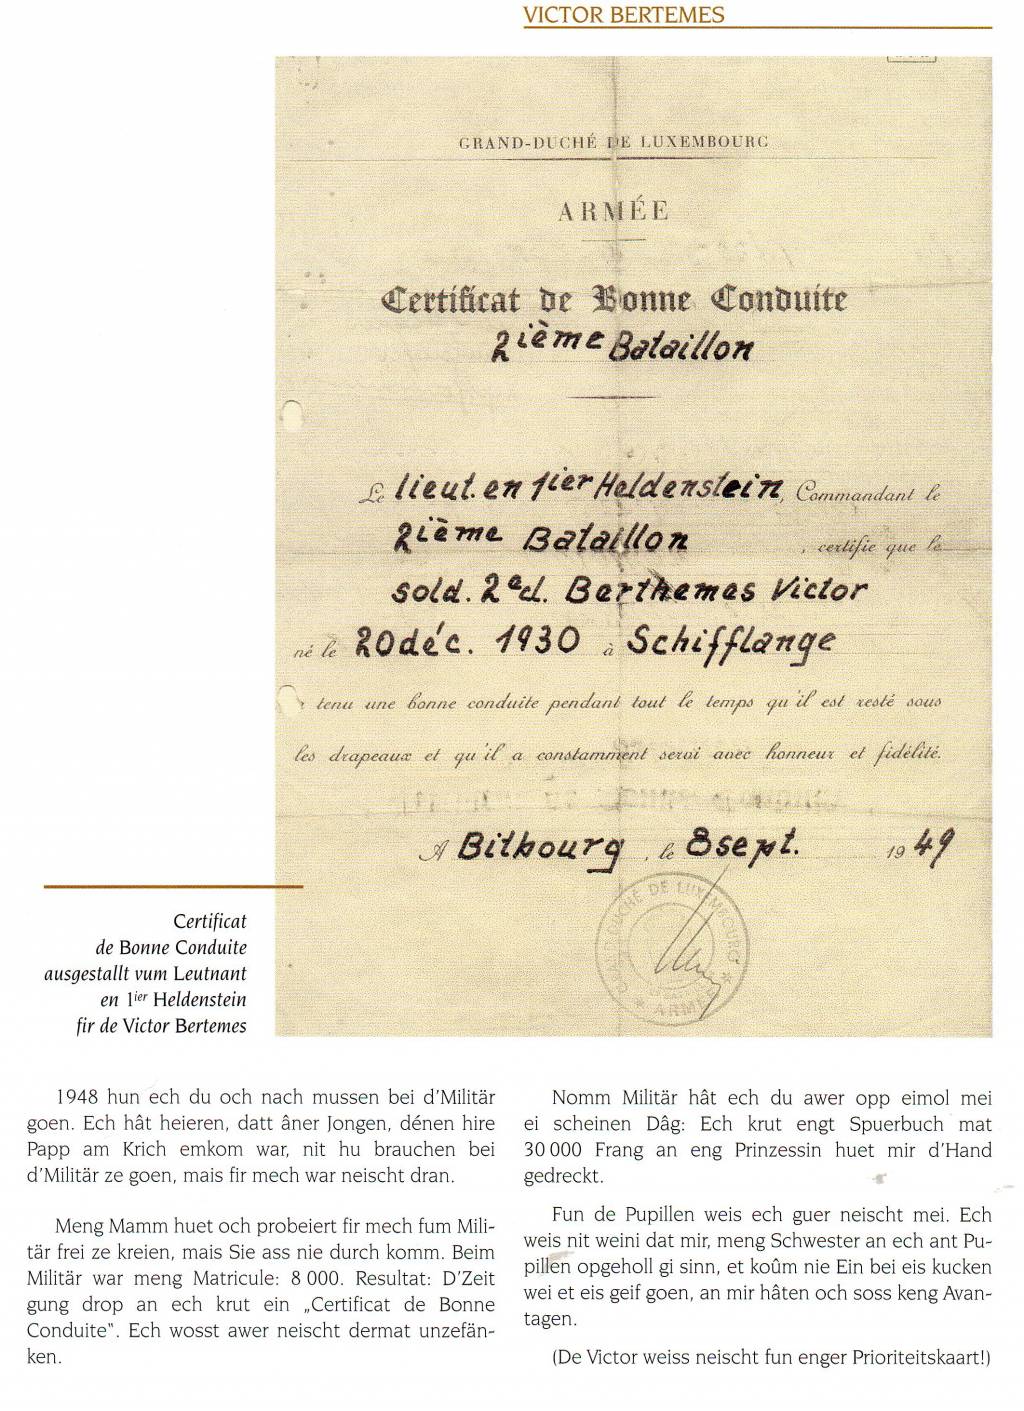 VICTOR BERTEMES
GRAND-DUCHÉ DE LUXEMBOURG
ARMÉE
Certificat de Bonne Conduite
2ième Bataillon
Le lieut. en 1ier Heldenstein, Commandant le
2ième Bataillon, certifie que le
sold. 2e cl. Berthemes Victor
né le 20 déc. 1930 à Schifflange
tenu une bonne conduite pendant tout le temps qu'il est resté sous
les drapeaux et qu'il a constamment servi avec honneur et fidélité.
A Bitbourg, le 8 sept. 1949
GRAND DUCHÉ DE LUXEMBOURG
ARMÉE
Certificat
de Bonne Conduite
ausgestallt vum Leutnant
en 1ier Heldenstein
fir de Victor Bertemes
1948 hun ech du och nach mussen bei d'Militär
goen. Ech hât heieren, datt âner Jongen, dénen hire
Papp am Krich emkom war, nit hu brauchen bei
d'Militär ze goen, mais fir mech war neischt dran.
Meng Mamm huet och probeiert fir mech fum Mili-
tär frei ze kreien, mais Sie ass nie durch komm. Beim
Militär war meng Matricule: 8 000. Resultat: D'Zeit
gung drop an ech krut ein „Certificat de Bonne
Conduite". Ech wosst awer neischt dermat unzefän-
ken.
Nomm Militär hât ech du awer opp eimol mei
ei scheinen Dâg: Ech krut engt Spuerbuch mat
30 000 Frang an eng Prinzessin huet mir d'Hand
gedreckt.
Fun de Pupillen weis ech guer neischt mei. Ech
weis nit weini dat mir, meng Schwester an ech ant Pu-
pillen opgeholl gi sinn, et koûm nie Ein bei eis kucken
wei et eis geif goen, an mir hâten och soss keng Avan-
tagen.
(De Victor weiss neischt fun enger Prioriteitskaart!)